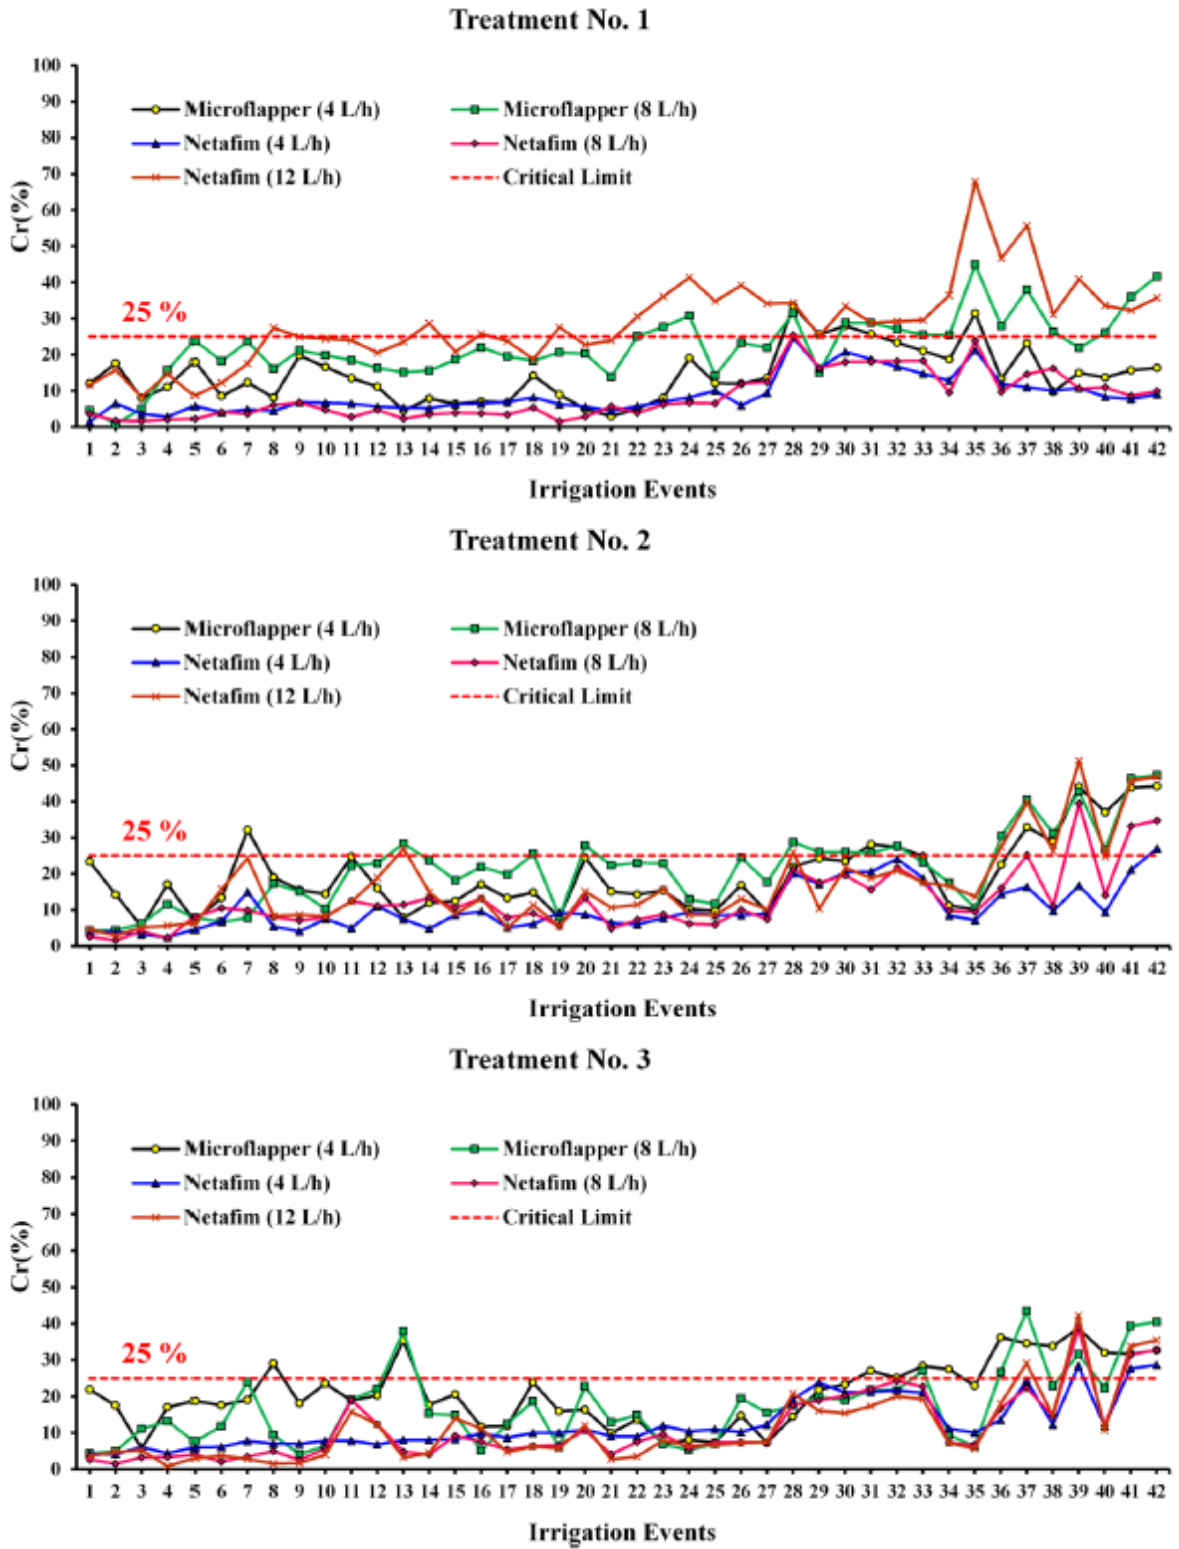 Treatment No. 1
100
90
80
70
60
50
40
30
20
10
0
Cr(%)
Microflapper (4 L/h)
Microflapper (8 L/h)
Netafim (4 L/h)
Netafim (8 L/h)
Netafim (12 L/h)
Critical Limit
25 %
1 2 3 4 5 6 7 8 9 10 11 12 13 14 15 16 17 18 19 20 21 22 23 24 25 26 27 28 29 30 31 32 33 34 35 36 37 38 39 40 41 42
Irrigation Events
Treatment No. 2
100
90
80
70
60
50
40
30
20
10
0
Cr(%)
Microflapper (4 L/h)
Microflapper (8 L/h)
Netafim (4 L/h)
Netafim (8 L/h)
Netafim (12 L/h)
Critical Limit
25 %
1 2 3 4 5 6 7 8 9 10 11 12 13 14 15 16 17 18 19 20 21 22 23 24 25 26 27 28 29 30 31 32 33 34 35 36 37 38 39 40 41 42
Irrigation Events
Treatment No. 3
100
90
80
70
60
50
40
30
20
10
0
Cr(%)
Microflapper (4 L/h)
Microflapper (8 L/h)
Netafim (4 L/h)
Netafim (8 L/h)
Netafim (12 L/h)
Critical Limit
25 %
1 2 3 4 5 6 7 8 9 10 11 12 13 14 15 16 17 18 19 20 21 22 23 24 25 26 27 28 29 30 31 32 33 34 35 36 37 38 39 40 41 42
Irrigation Events